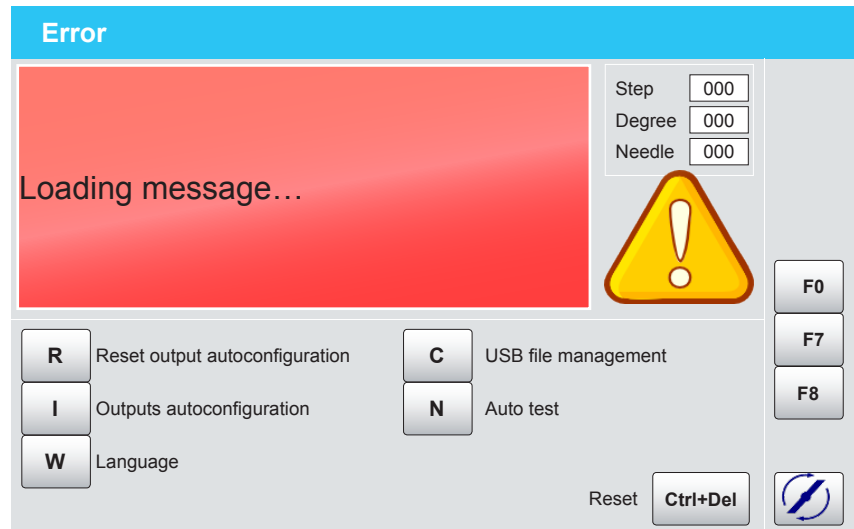 Error
Loading message…
Step 000
Degree 000
Needle 000
F0
F7
F8
R Reset output autoconfiguration
C USB file management
I Outputs autoconfiguration
N Auto test
W Language
Reset Ctrl+Del